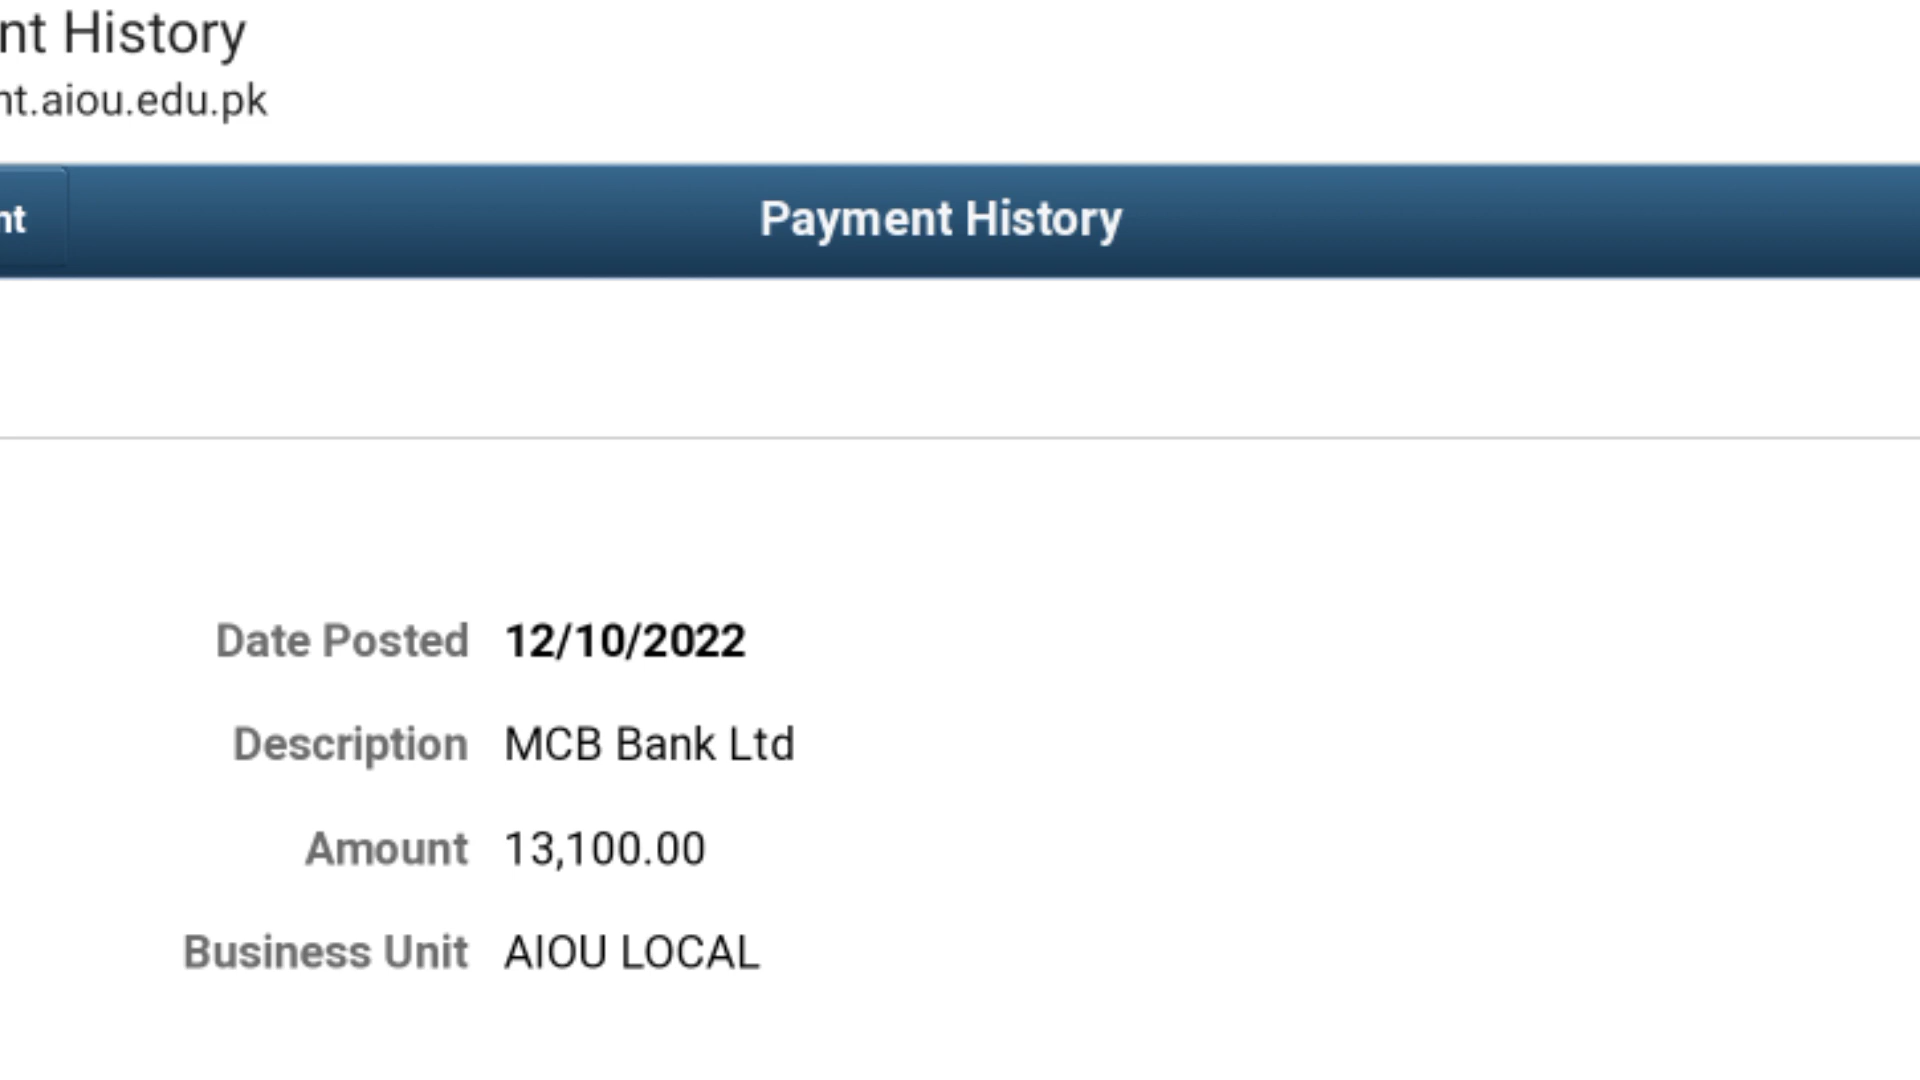 nt History
nt.aiou.edu.pk
nt
Payment History
Date Posted 12/10/2022
Description MCB Bank Ltd
Amount 13,100.00
Business Unit AIOU LOCAL